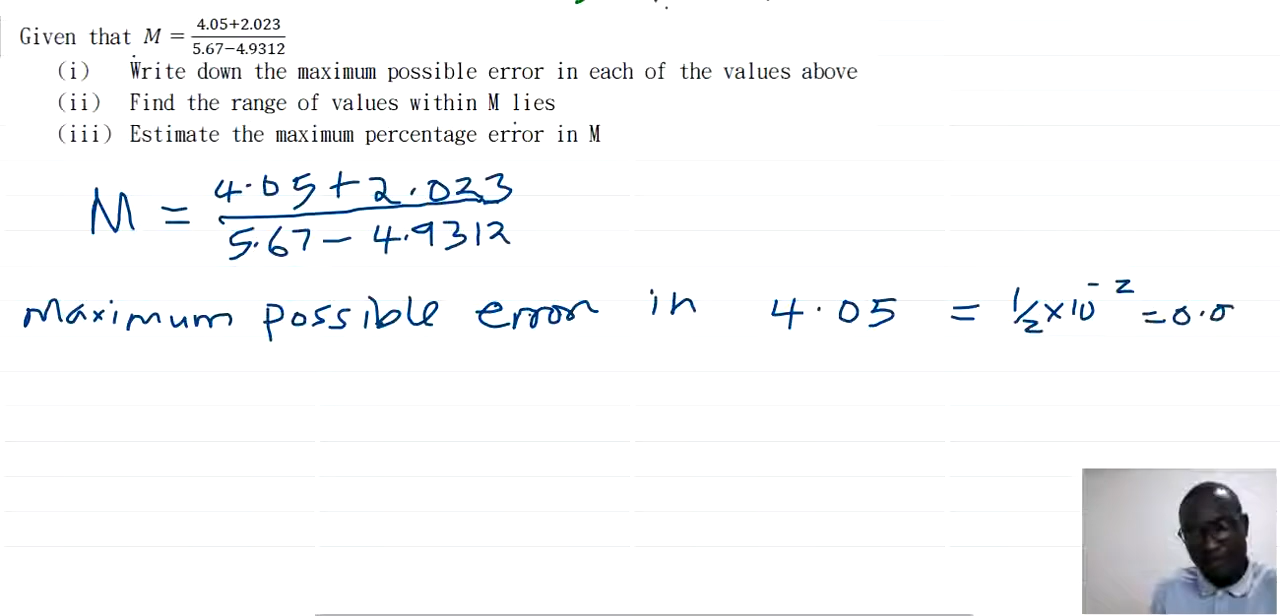 Given that M = \frac{4.05+2.023}{5.67−4.9312}
(i) Write down the maximum possible error in each of the values above
(ii) Find the range of values within M lies
(iii) Estimate the maximum percentage error in M
M = \frac{4.05+2.023}{5.67−4.9312}
Maximum possible error in 4.05 = ½×10⁻² = 0.0